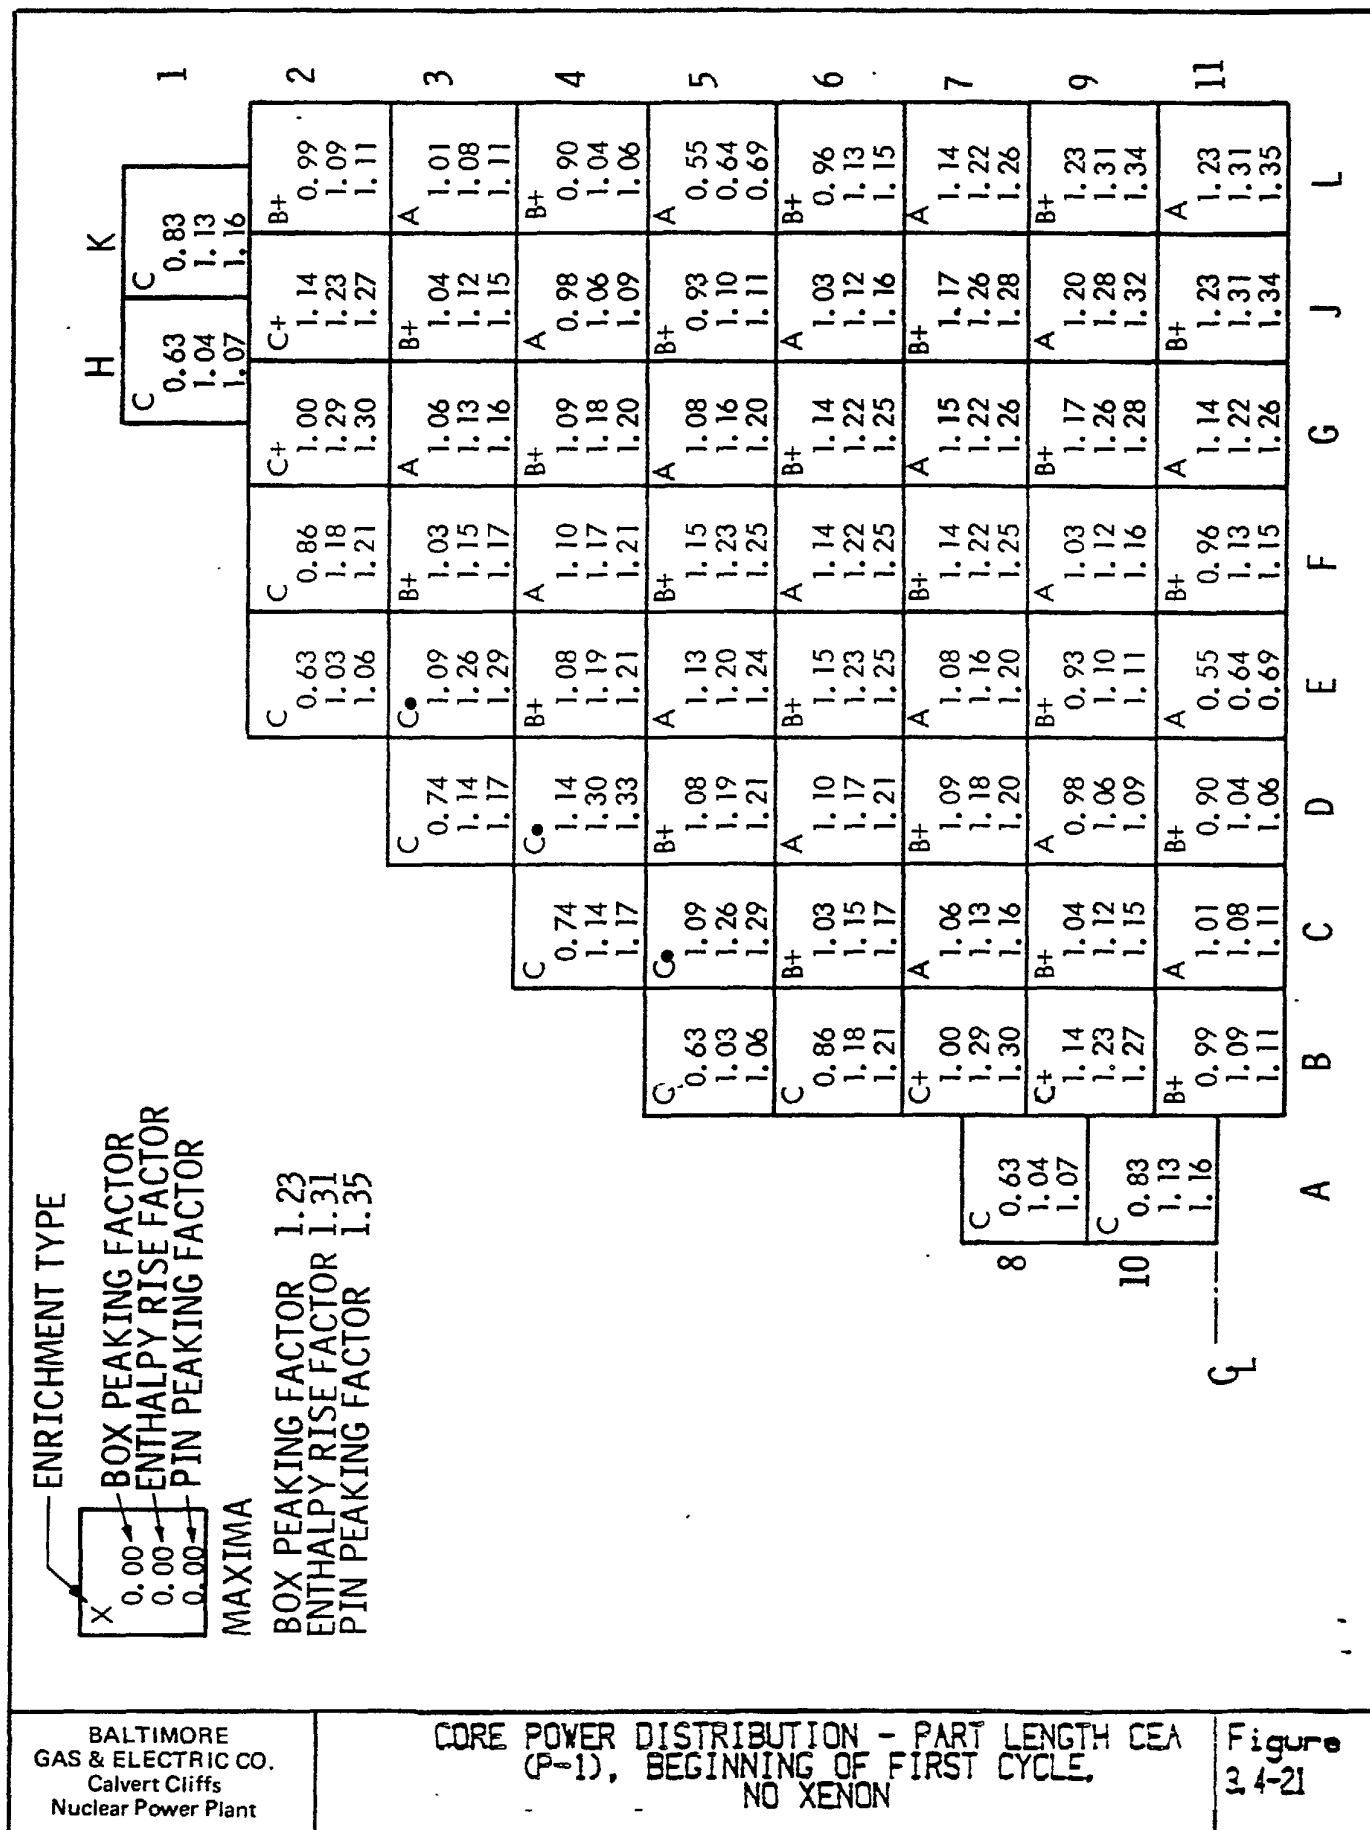 ENRICHMENT TYPE
X
0.00 BOX PEAKING FACTOR
0.00 ENTHALPY RISE FACTOR
0.00 PIN PEAKING FACTOR
MAXIMA
BOX PEAKING FACTOR 1.23
ENTHALPY RISE FACTOR 1.31
PIN PEAKING FACTOR 1.35
H K
C C
0.63 0.83 1
1.04 1.13
1.07 1.16
C C C+ C+ B+
0.63 0.86 1.00 1.14 0.99 2
1.03 1.18 1.29 1.23 1.09
1.06 1.21 1.30 1.27 1.11
C C• B+ A B+ A
0.74 1.09 1.03 1.06 1.04 1.01 3
1.14 1.26 1.15 1.13 1.12 1.08
1.17 1.29 1.17 1.16 1.15 1.11
C C• B+ A B+ A B+
0.74 1.14 1.08 1.10 1.09 0.98 0.90 4
1.14 1.30 1.19 1.17 1.18 1.06 1.04
1.17 1.33 1.21 1.21 1.20 1.09 1.06
C C• B+ A B+ A B+ A
0.63 1.09 1.08 1.13 1.15 1.08 0.93 0.55 5
1.03 1.26 1.19 1.20 1.23 1.16 1.10 0.64
1.06 1.29 1.21 1.24 1.25 1.20 1.11 0.69
C B+ A B+ A B+ A B+
0.86 1.03 1.10 1.15 1.14 1.14 1.03 0.96 6
1.18 1.15 1.17 1.23 1.22 1.22 1.12 1.13
1.21 1.17 1.21 1.25 1.25 1.25 1.16 1.15
C+ A B+ A B+ A B+ A
1.00 1.06 1.09 1.08 1.14 1.15 1.17 1.14 7
1.29 1.13 1.18 1.16 1.22 1.22 1.26 1.22
1.30 1.16 1.20 1.20 1.25 1.26 1.28 1.26
C
8 0.63
1.04
1.07
C+ B+ A B+ A B+ A B+
1.14 1.04 0.98 0.93 1.03 1.17 1.20 1.23 9
1.23 1.12 1.06 1.10 1.12 1.26 1.28 1.31
1.27 1.15 1.09 1.11 1.16 1.28 1.32 1.34
C
10 0.83
1.13
1.16
B+ A B+ A B+ A B+ A
0.99 1.01 0.90 0.55 0.96 1.14 1.23 1.23 11
1.09 1.08 1.04 0.64 1.13 1.22 1.31 1.31
1.11 1.11 1.06 0.69 1.15 1.26 1.34 1.35
CL
A B C D E F G J L
BALTIMORE
GAS & ELECTRIC CO.
Calvert Cliffs
Nuclear Power Plant
CORE POWER DISTRIBUTION - PART LENGTH CEA
(P-1), BEGINNING OF FIRST CYCLE,
NO XENON
Figure
3.4-21